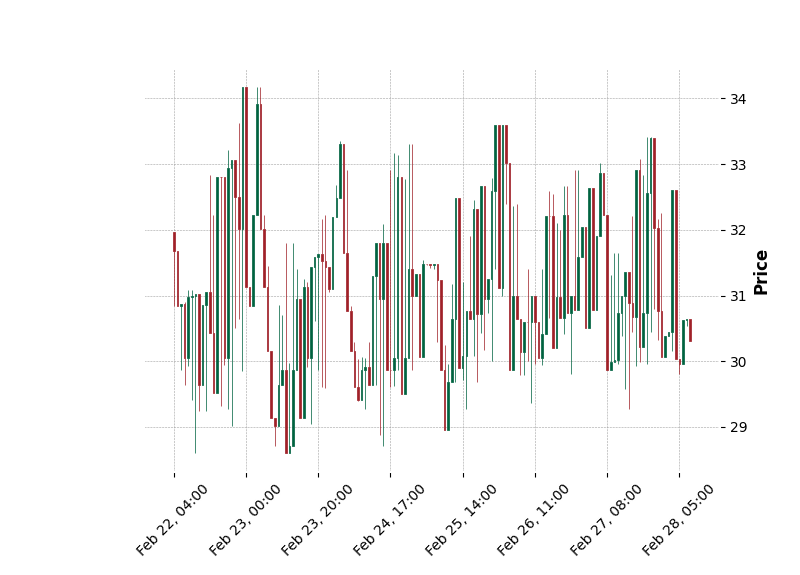 34
33
32
31
30
29
Price
Feb 22, 04:00
Feb 23, 00:00
Feb 23, 20:00
Feb 24, 17:00
Feb 25, 14:00
Feb 26, 11:00
Feb 27, 08:00
Feb 28, 05:00